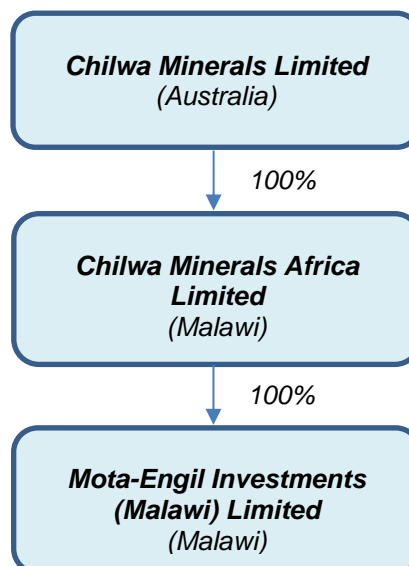 Chilwa Minerals Limited
(Australia)
100%
Chilwa Minerals Africa
Limited
(Malawi)
100%
Mota-Engil Investments
(Malawi) Limited
(Malawi)